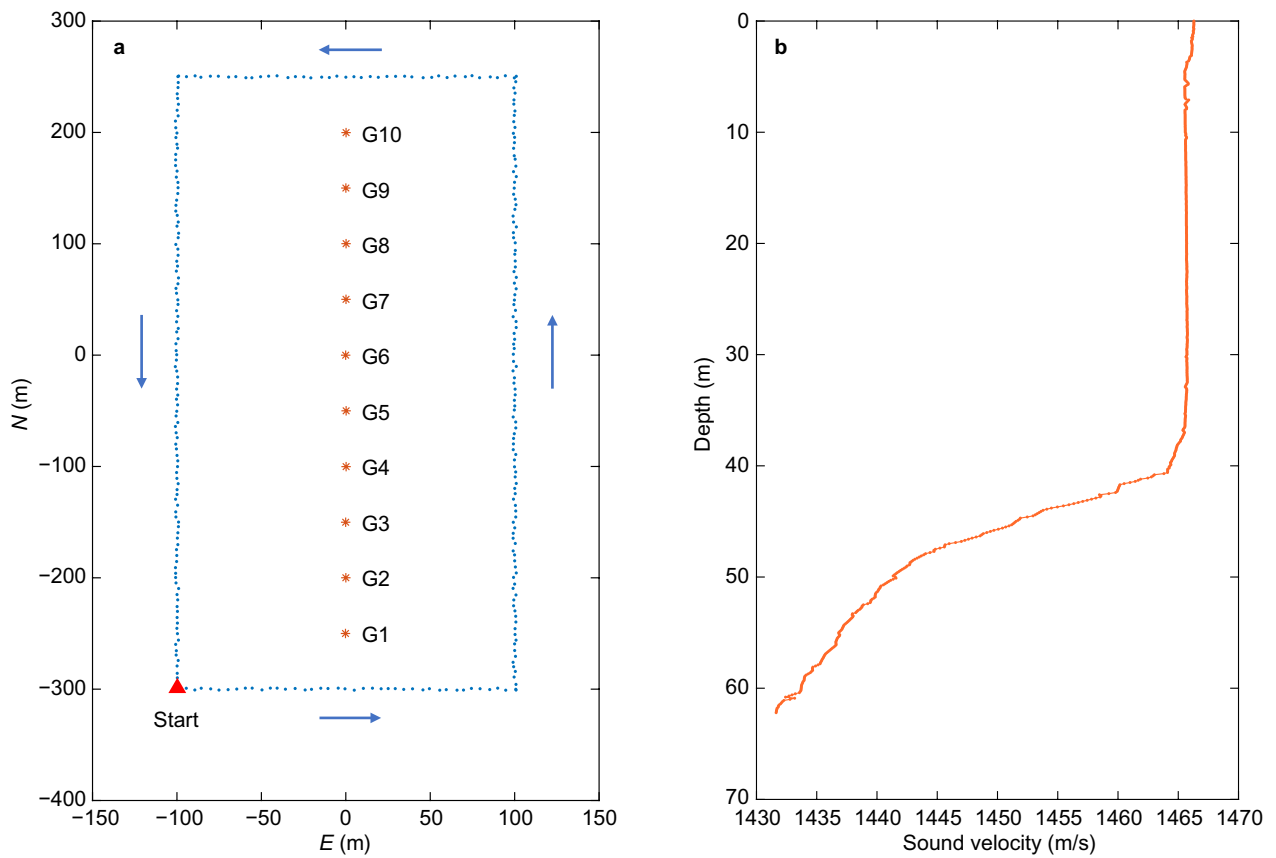 a
300
200
100
0
−100
−200
−300
−400
N (m)
G10
G9
G8
G7
G6
G5
G4
G3
G2
G1
Start
−150
−100
−50
0
50
100
150
E (m)
b
0
10
20
30
40
50
60
70
Depth (m)
1430
1435
1440
1445
1450
1455
1460
1465
1470
Sound velocity (m/s)